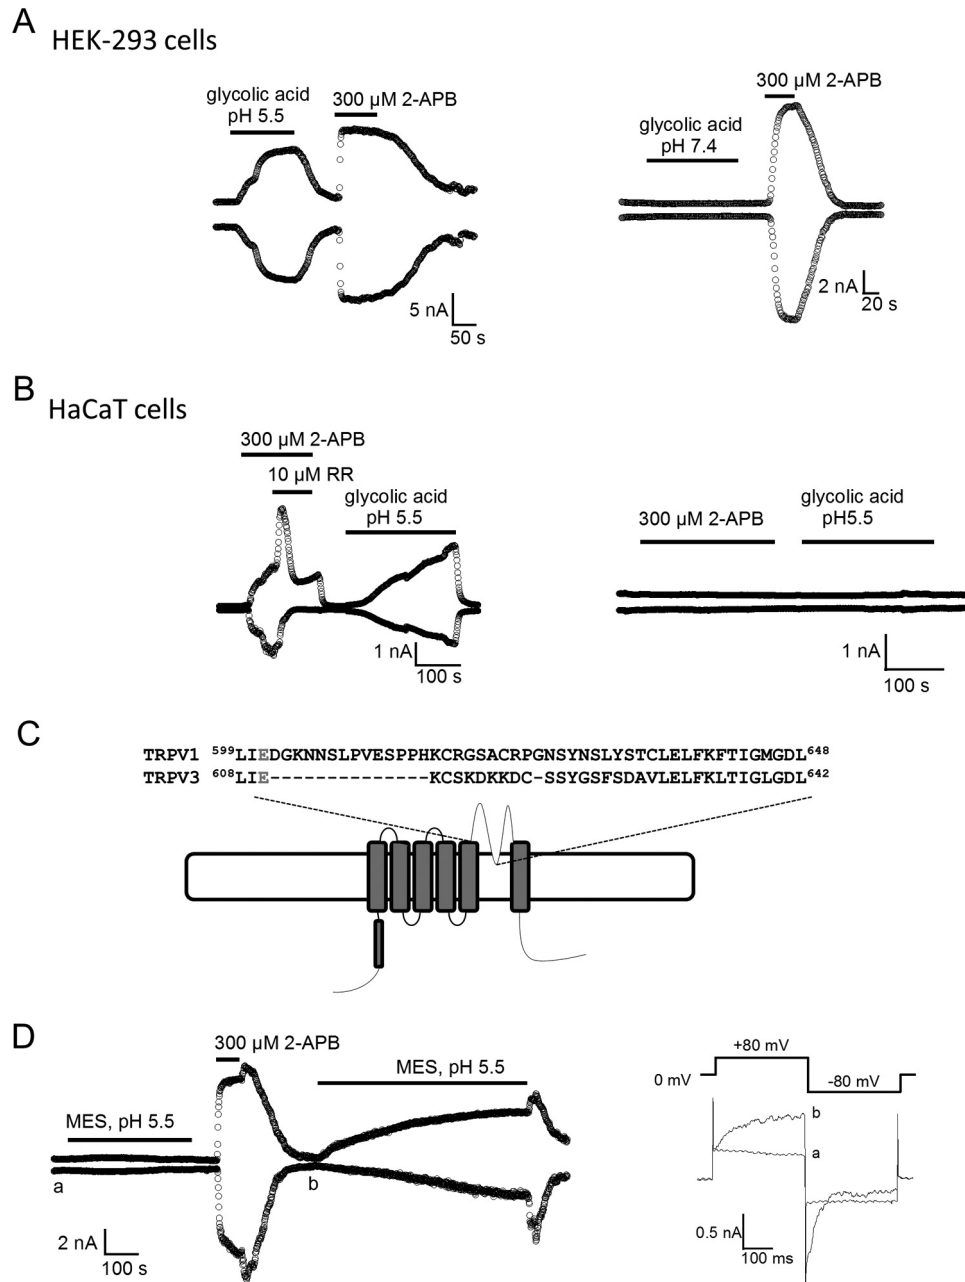 A
HEK-293 cells
glycolic acid
pH 5.5
300 µM 2-APB
5 nA
50 s
300 µM 2-APB
glycolic acid
pH 7.4
2 nA
20 s
B
HaCaT cells
300 µM 2-APB
10 µM RR
glycolic acid
pH 5.5
1 nA
100 s
300 µM 2-APB
glycolic acid
pH5.5
1 nA
100 s
C
TRPV1 599LIEDGKNNSLPVESPPHKCRGSACRPGNSYNSLYSTCLELFKFTIGMGDL648
TRPV3 608LIE----------------KCSKDKKDC-SSYGSFSDAVLELFKLTIGLGDL642
D
300 µM 2-APB
MES, pH 5.5
MES, pH 5.5
a
b
2 nA
100 s
+80 mV
0 mV
-80 mV
b
a
0.5 nA
100 ms